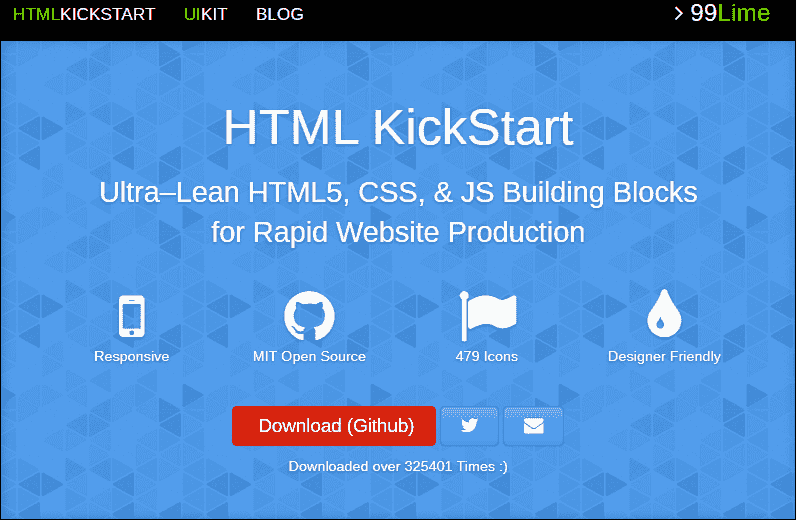 HTMLKICKSTART UIKIT BLOG > 99Lime
HTML KickStart
Ultra–Lean HTML5, CSS, & JS Building Blocks
for Rapid Website Production
Responsive MIT Open Source 479 Icons Designer Friendly
Download (Github)
Downloaded over 325401 Times :)